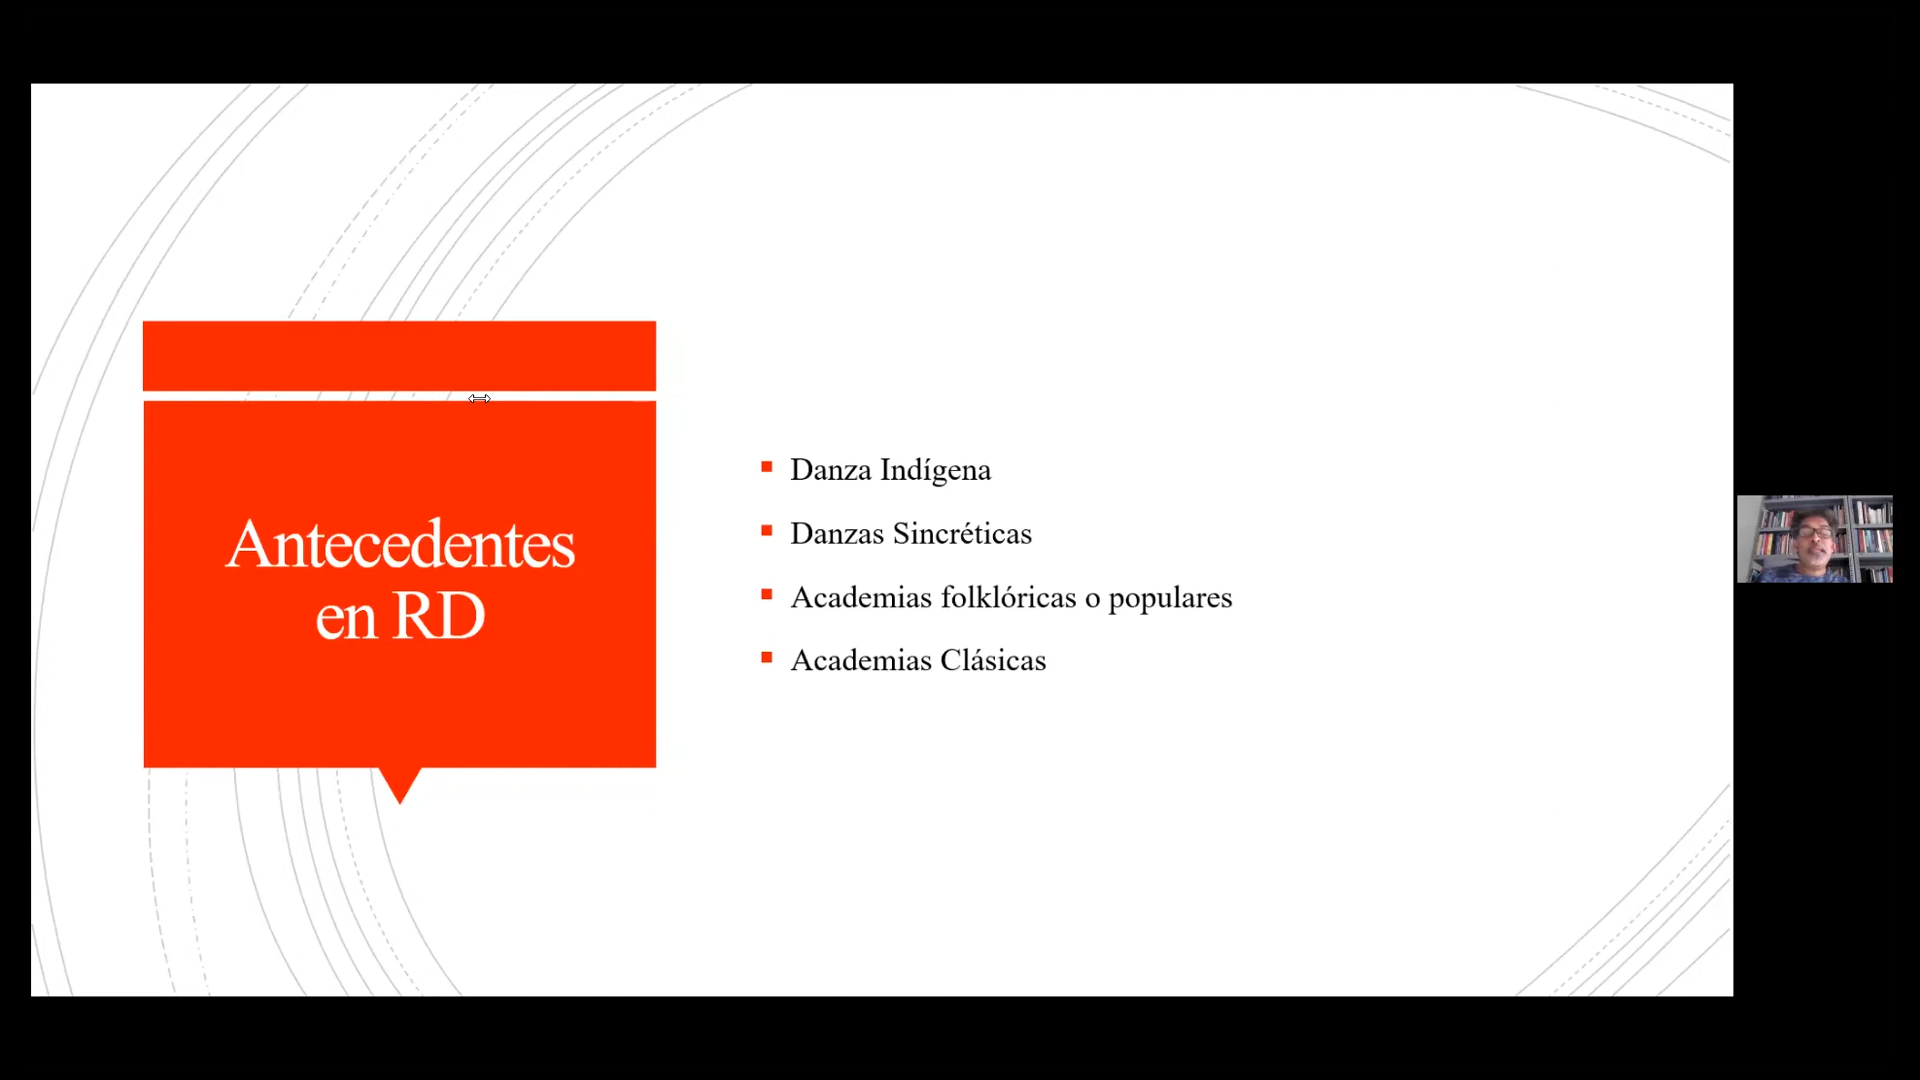 Antecedentes
en RD
Danza Indígena
Danzas Sincréticas
Academias folklóricas o populares
Academias Clásicas